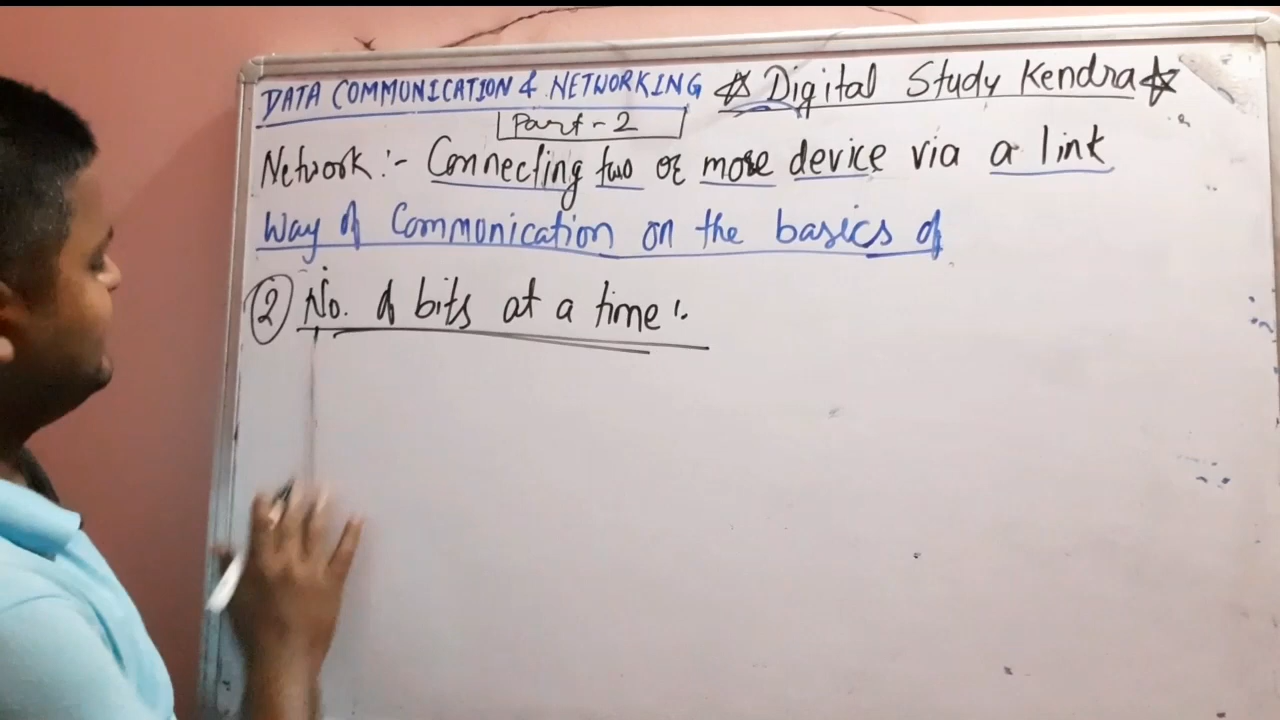 DATA COMMUNICATION & NETWORKING ☆ Digital Study Kendra ☆
Part-2
Network :- Connecting two or more device via a link
Way of Communication on the basics of
② No. of bits at a time :-